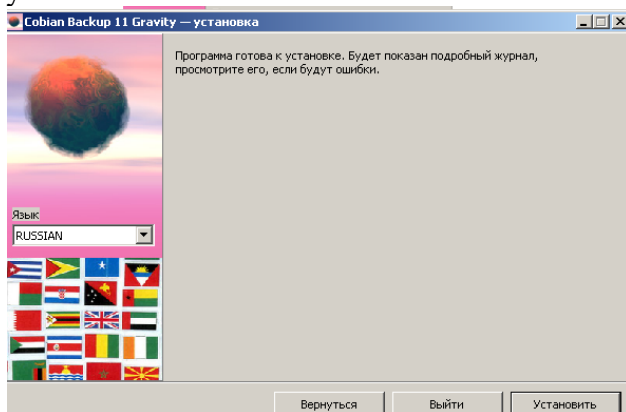 Cobian Backup 11 Gravity — установка
Программа готова к установке. Будет показан подробный журнал,
просмотрите его, если будут ошибки.
Язык
RUSSIAN
Вернуться
Выйти
Установить